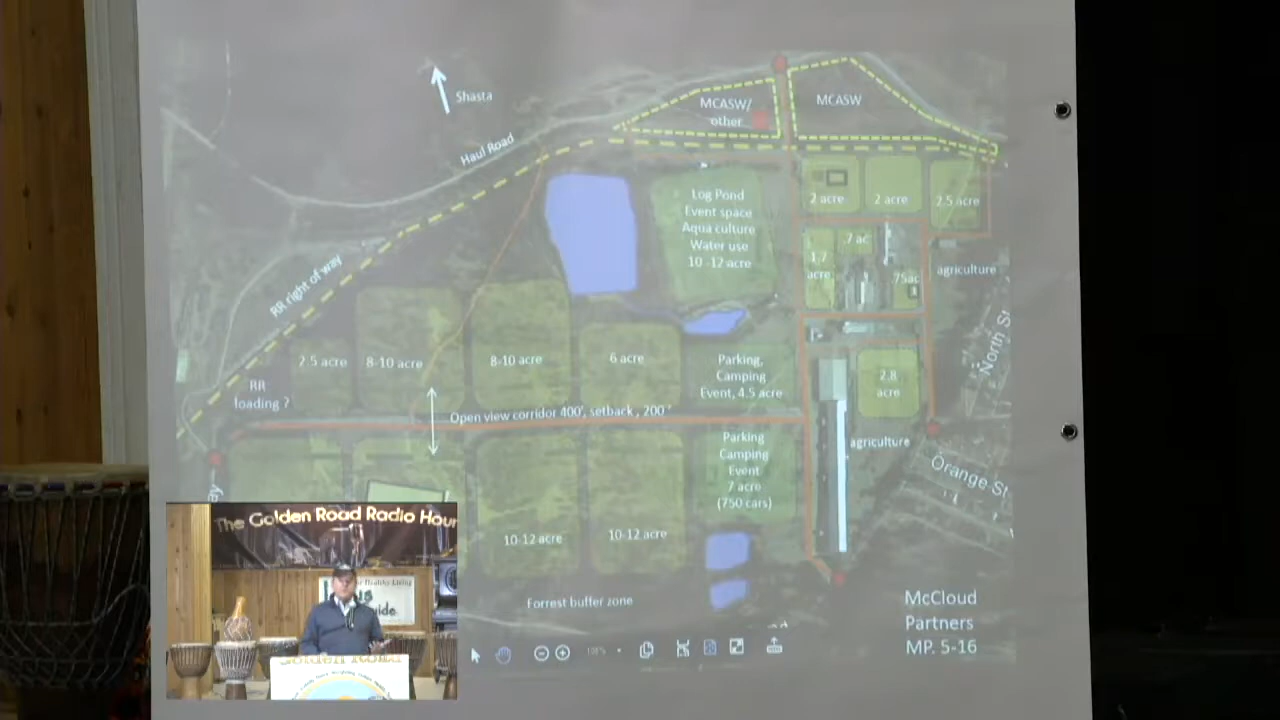 Shasta
MCASW/
other
MCASW
Haul Road
2 acre
2 acre
2.5 acre
Log Pond
Event space
Aqua culture
Water use
10 -12 acre
1.7
acre
.7 ac
75ac
agriculture
RR right of way
North St
2.5 acre
8-10 acre
8-10 acre
6 acre
Parking,
Camping
Event, 4.5 acre
2.8
acre
RR
loading ?
Open view corridor 400', setback , 200 '
Parking
Camping
Event
7 acre
(750 cars)
agriculture
Orange St
10-12 acre
10-12 acre
Forrest buffer zone
McCloud
Partners
MP. 5-16
The Golden Road Radio Hour
Healthy Living
Golden Road